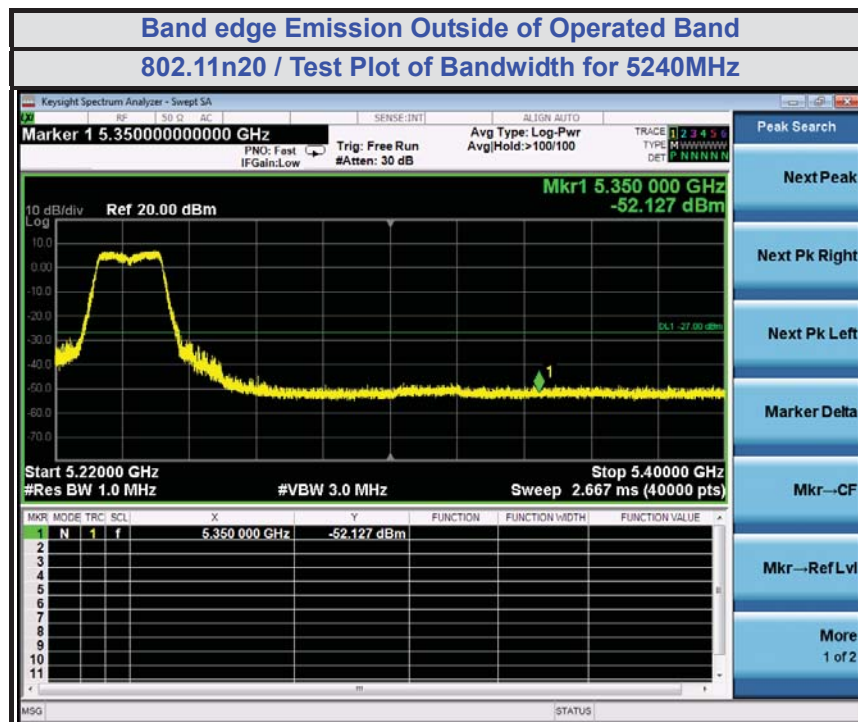 Band edge Emission Outside of Operated Band
802.11n20 / Test Plot of Bandwidth for 5240MHz
Keysight Spectrum Analyzer - Swept SA
RF 50 Ω AC SENSE:INT ALIGN AUTO
Marker 1 5.350000000000 GHz
PNO: Fast
IFGain:Low
Trig: Free Run
#Atten: 30 dB
Avg Type: Log-Pwr
Avg|Hold:>100/100
TRACE 1 2 3 4 5 6
TYPE M W W W W W
DET P N N N N N
Mkr1 5.350 000 GHz
-52.127 dBm
10 dB/div Ref 20.00 dBm
Log
10.0
0.00
-10.0
-20.0
DL1 -27.00 dBm
-30.0
-40.0
-50.0
1
-60.0
-70.0
Start 5.22000 GHz Stop 5.40000 GHz
#Res BW 1.0 MHz #VBW 3.0 MHz Sweep 2.667 ms (40000 pts)
MKR MODE TRC SCL X Y FUNCTION FUNCTION WIDTH FUNCTION VALUE
1 N 1 f 5.350 000 GHz -52.127 dBm
2
3
4
5
6
7
8
9
10
11
MSG STATUS
Peak Search
Next Peak
Next Pk Right
Next Pk Left
Marker Delta
Mkr→CF
Mkr→Ref Lvl
More
1 of 2